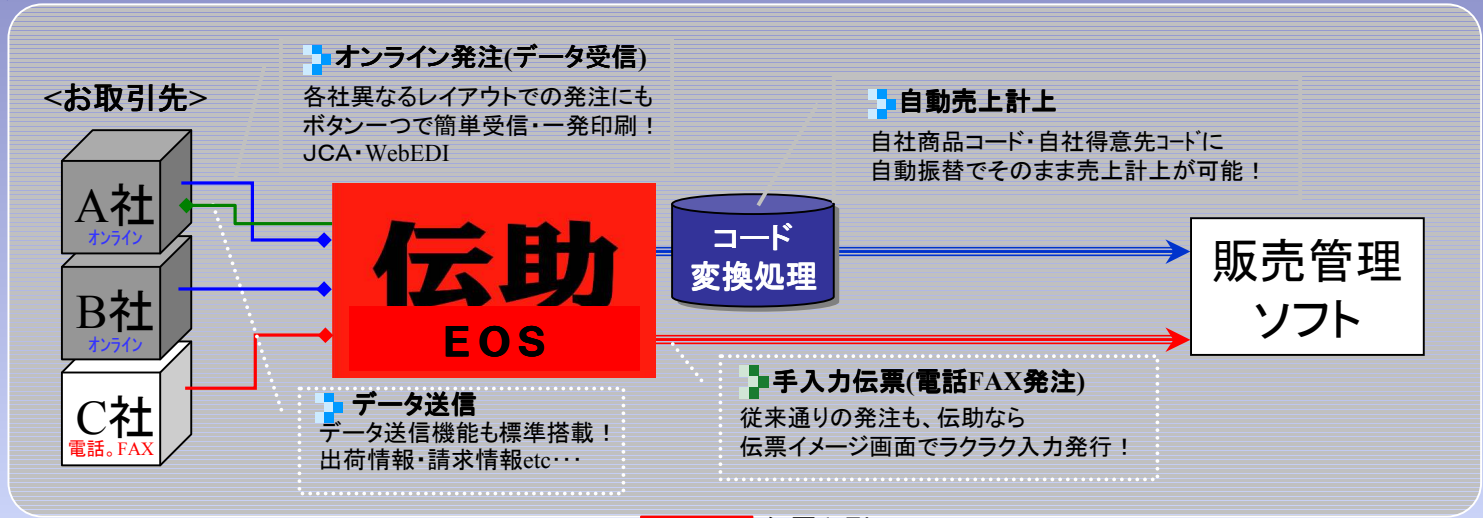 オンライン発注(データ受信)
各社異なるレイアウトでの発注にも
ボタン一つで簡単受信・一発印刷！
JCA・WebEDI
<お取引先>
A社
オンライン
B社
オンライン
C社
電話。FAX
伝助
EOS
コード
変換処理
自動売上計上
自社商品コード・自社得意先ｺｰﾄﾞに
自動振替でそのまま売上計上が可能！
販売管理
ソフト
データ送信
データ送信機能も標準搭載！
出荷情報・請求情報etc・・・
手入力伝票(電話FAX発注)
従来通りの発注も、伝助なら
伝票イメージ画面でラクラク入力発行！